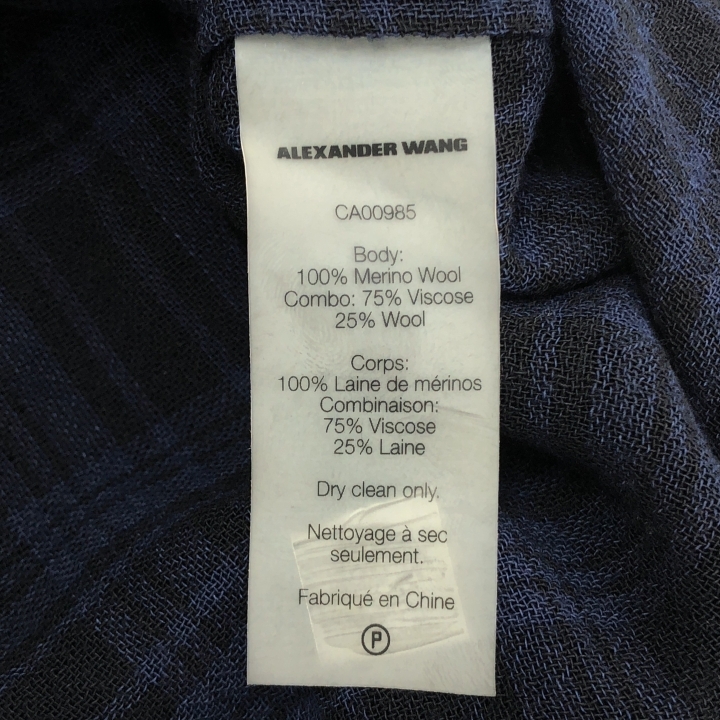 ALEXANDER WANG
CA00985
Body:
100% Merino Wool
Combo: 75% Viscose
25% Wool
Corps:
100% Laine de mérinos
Combinaison:
75% Viscose
25% Laine
Dry clean only.
Nettoyage à sec
seulement.
Fabriqué en Chine
P